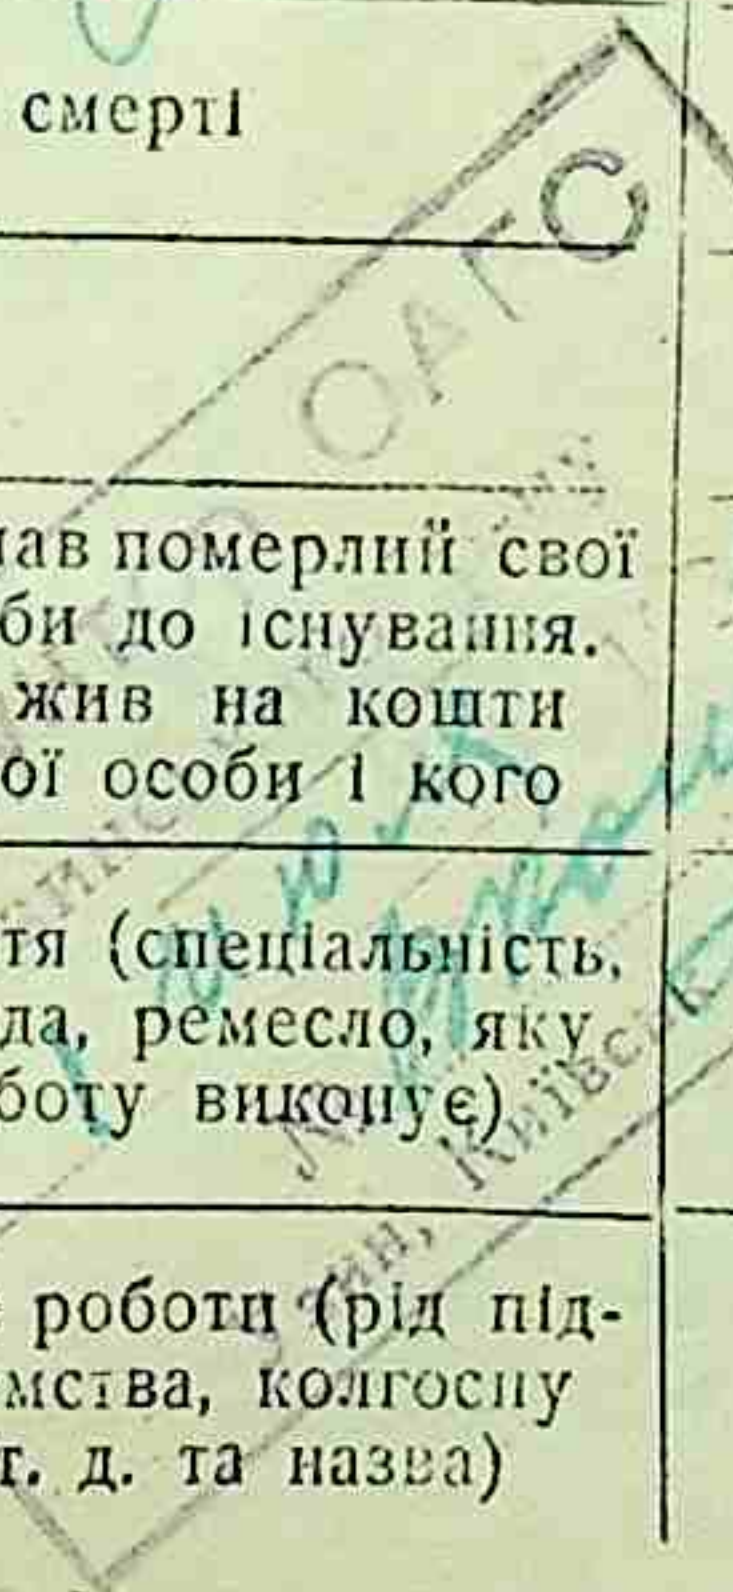 смерті
ОАГС
ав померлий свої
би до існування.
жив на кошти
ої особи і кого
тя (спеціальність,
да, ремесло, яку
боту виконує)
роботи (рід під-
мства, колгоспу
т. д. та назва)